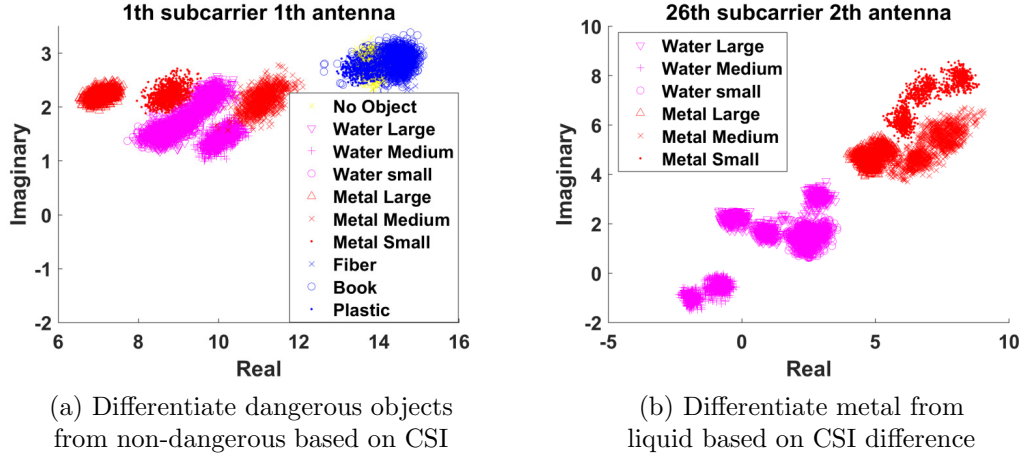 1th subcarrier 1th antenna
3
2
1
0
-1
-2
6
8
10
12
14
16
Imaginary
Real
No Object
Water Large
Water Medium
Water small
Metal Large
Metal Medium
Metal Small
Fiber
Book
Plastic
(a) Differentiate dangerous objects
from non-dangerous based on CSI
26th subcarrier 2th antenna
10
8
6
4
2
0
-2
-5
0
5
10
Imaginary
Real
Water Large
Water Medium
Water small
Metal Large
Metal Medium
Metal Small
(b) Differentiate metal from
liquid based on CSI difference